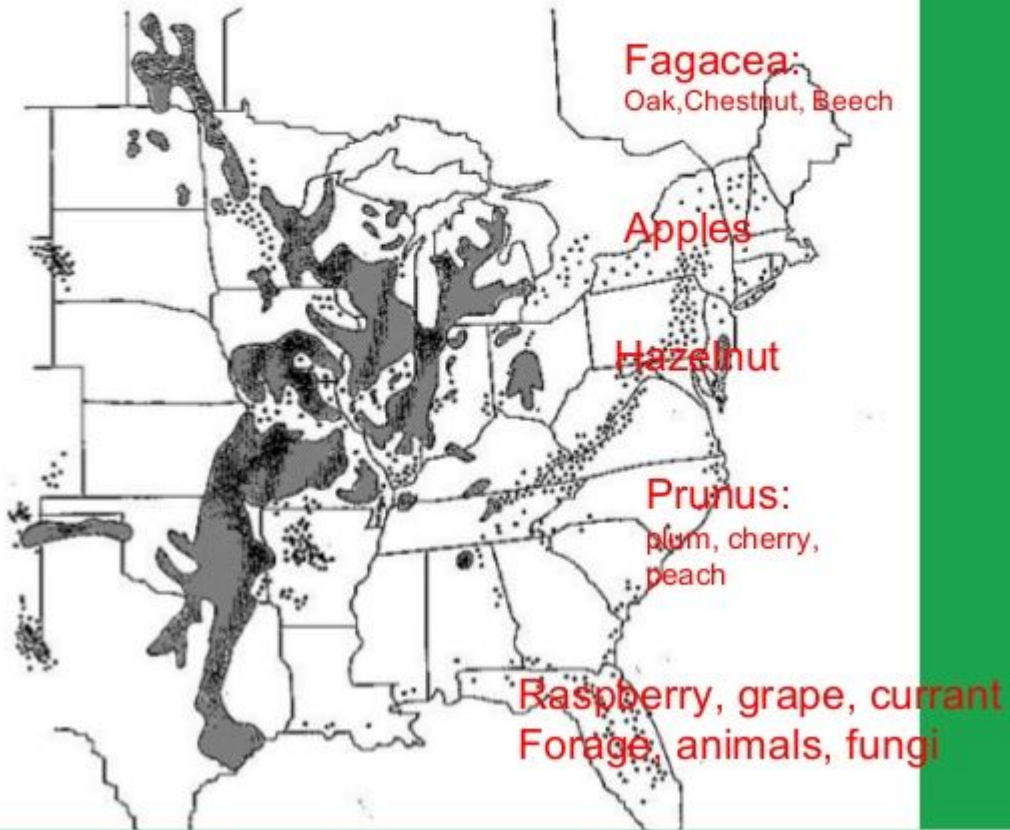 Fagacea:
Oak,Chestnut, Beech
Apples
Hazelnut
Prunus:
plum, cherry,
peach
Raspberry, grape, currant
Forage, animals, fungi